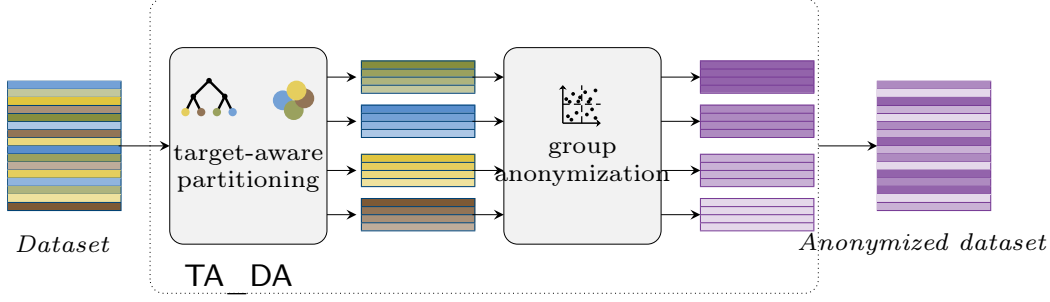 target-aware
partitioning
group
anonymization
Dataset
Anonymized dataset
TA_DA